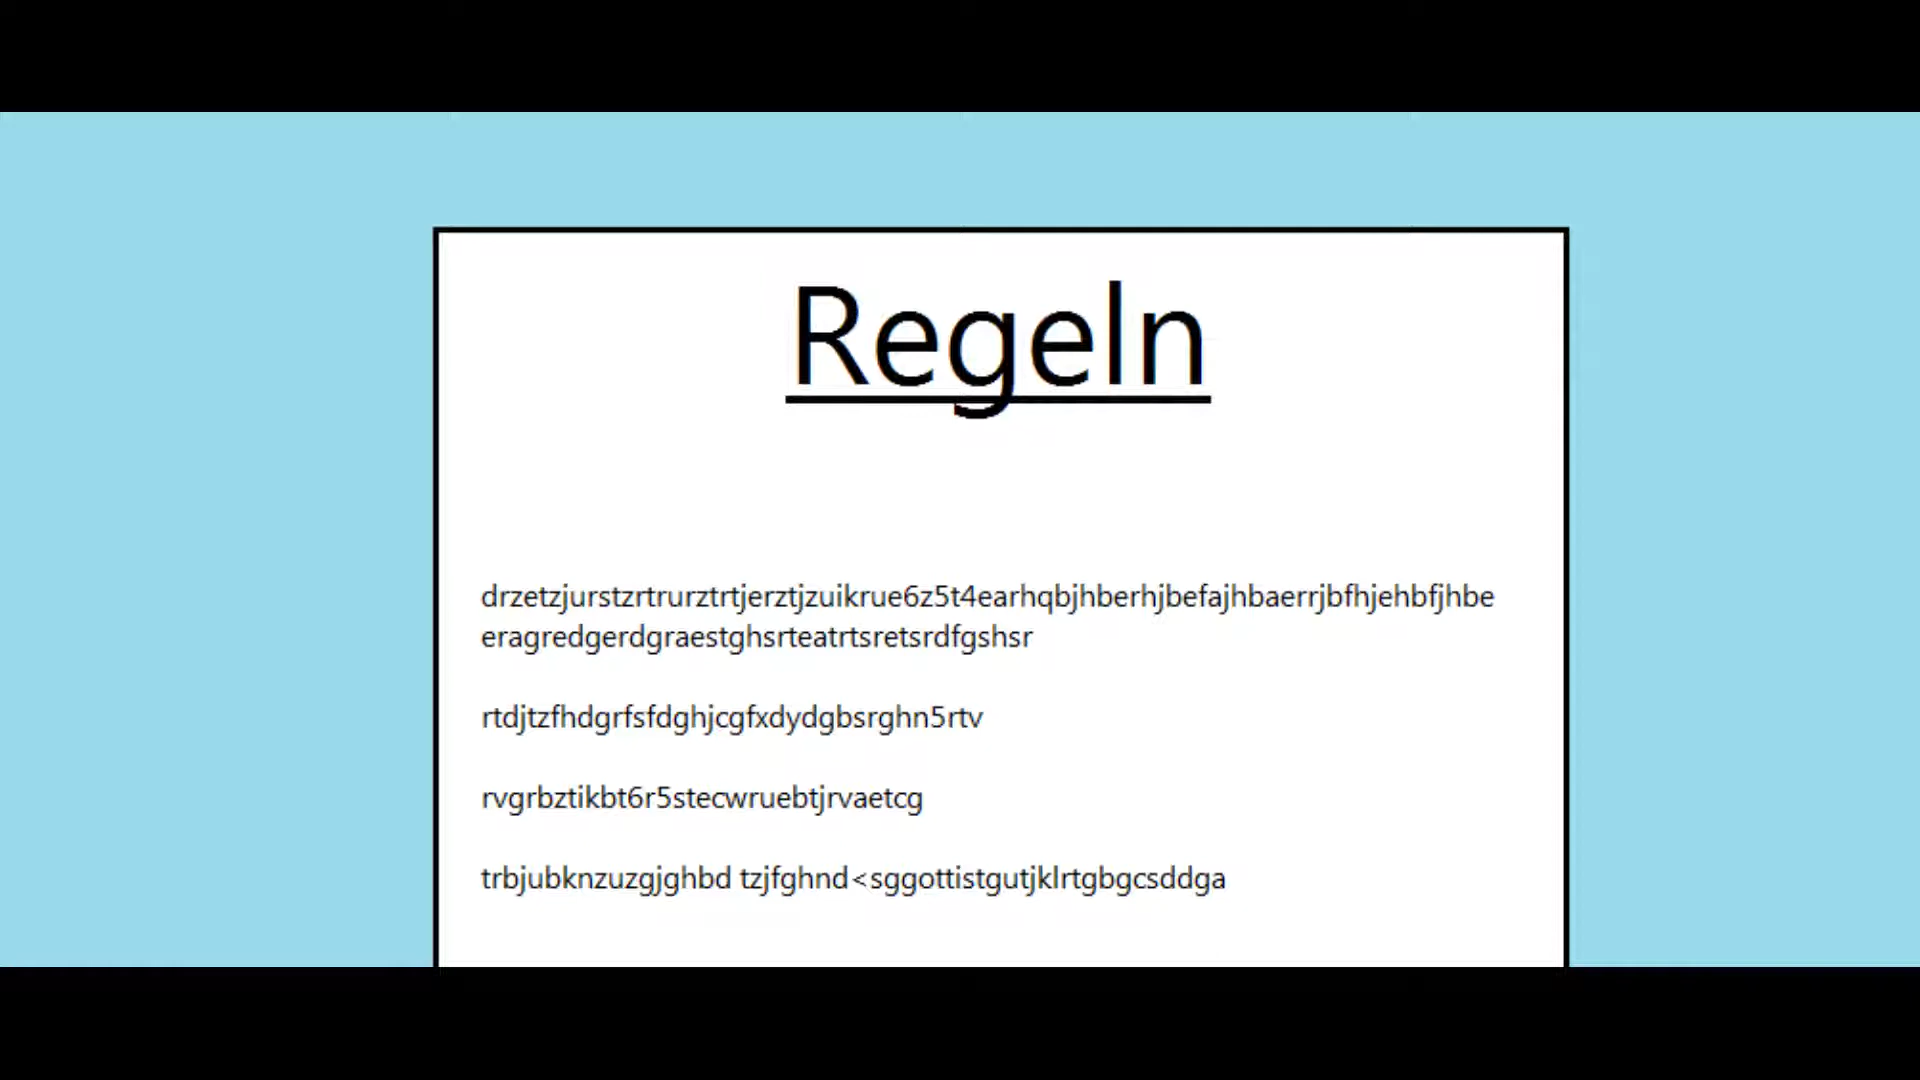 Regeln
drzetzjurstzrtrurztrtjerztjzuikrue6z5t4earhqbjhberhjbefajhbaerrjbfhjehbfjhbe
eragredgerdgraestghsrteatrtsretsrdfgshsr
rtdjtzfhdgrfsfdghjcgfxdydgbsrghn5rtv
rvgrbztikbt6r5stecwruebtjrvaetcg
trbjubknzuzgjghbd tzjfghnd<sggottistgutjklrtgbgcsddga